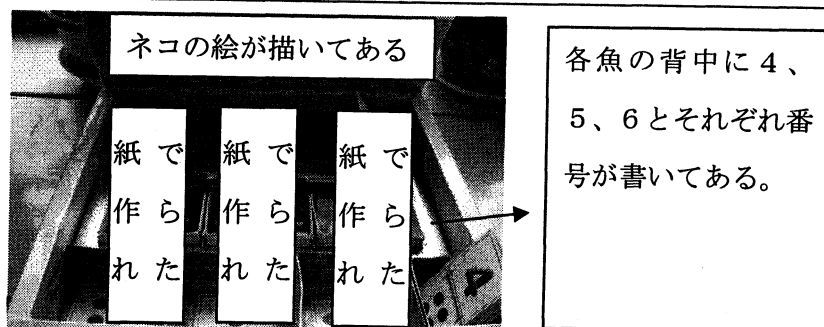 ネコの絵が描いてある
紙で
作ら
れた
紙で
作ら
れた
紙で
作ら
れた
4
各魚の背中に4、
5、6とそれぞれ番
号が書いてある。